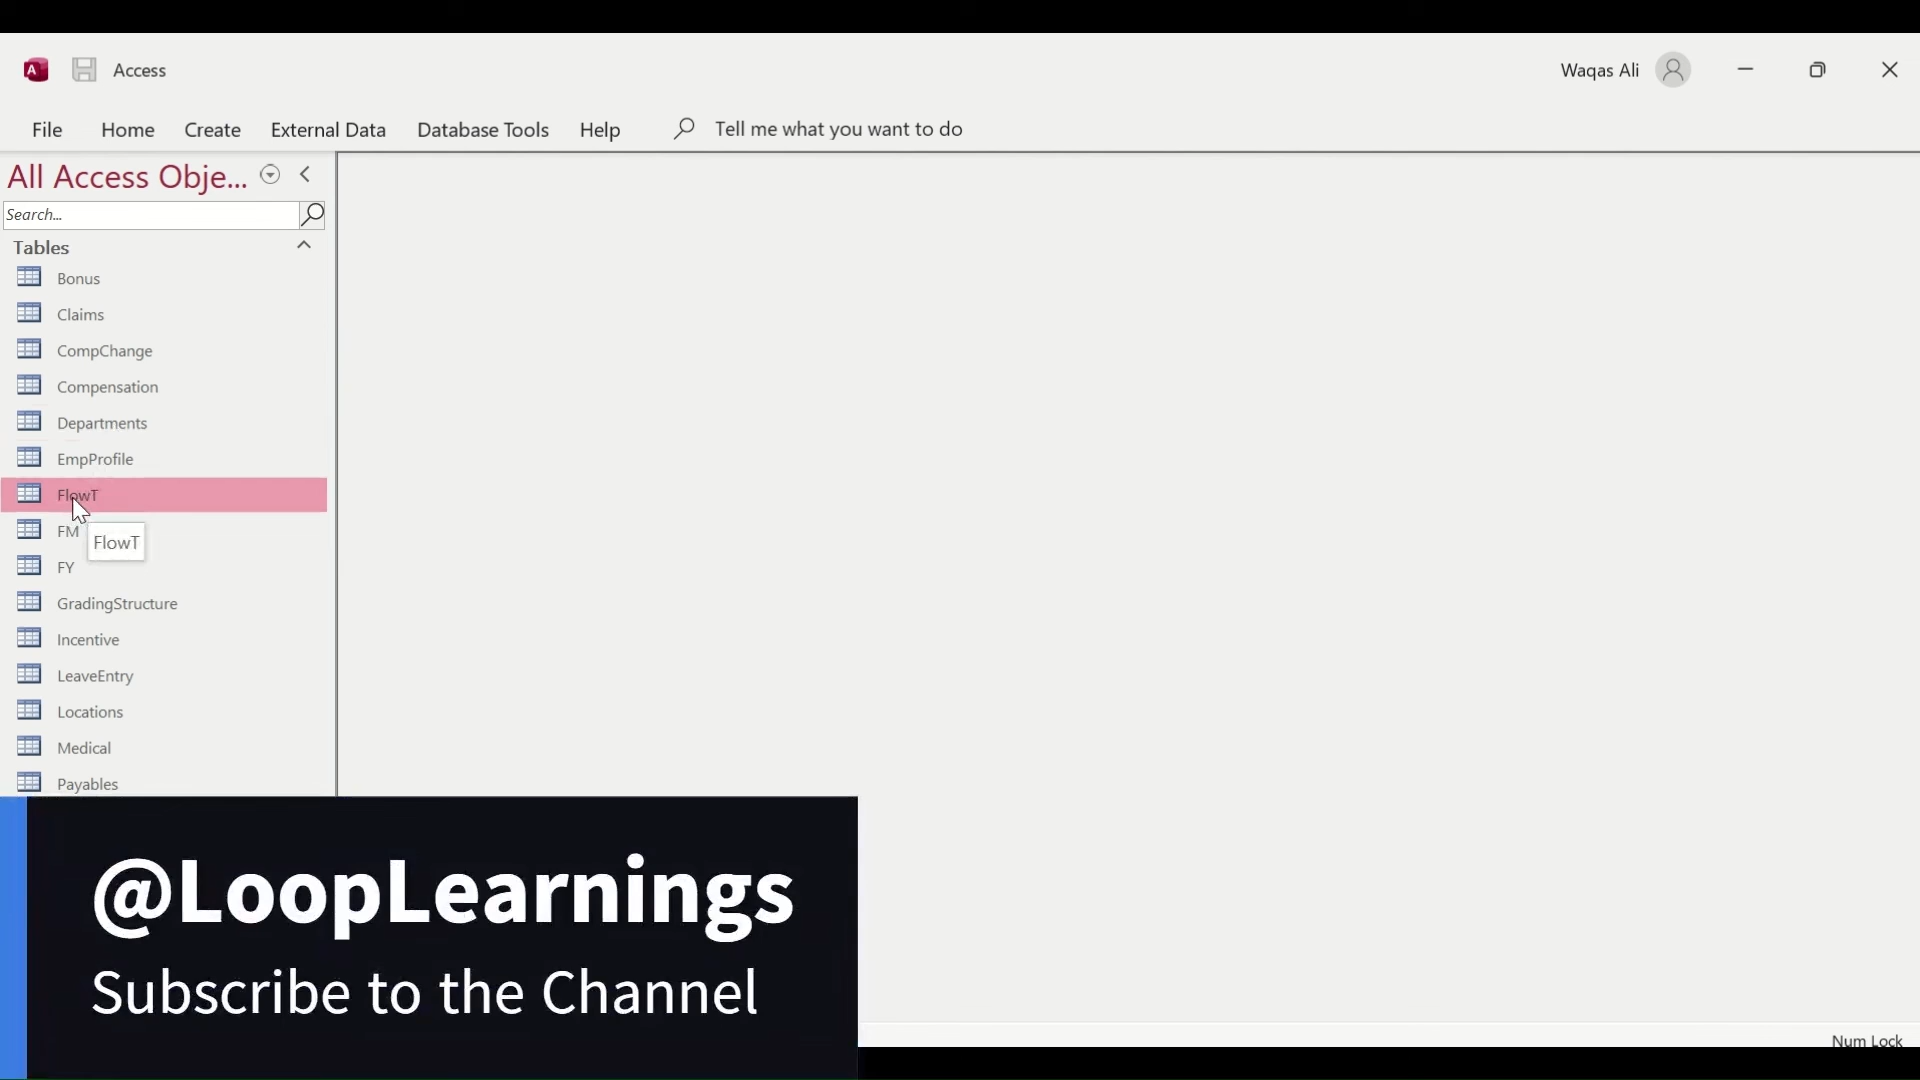 Access
Waqas Ali
File Home Create External Data Database Tools Help Tell me what you want to do
All Access Obje...
Search...
Tables
Bonus
Claims
CompChange
Compensation
Departments
EmpProfile
FlowT
FM
FlowT
FY
GradingStructure
Incentive
LeaveEntry
Locations
Medical
Payables
@LoopLearnings
Subscribe to the Channel
Num Lock